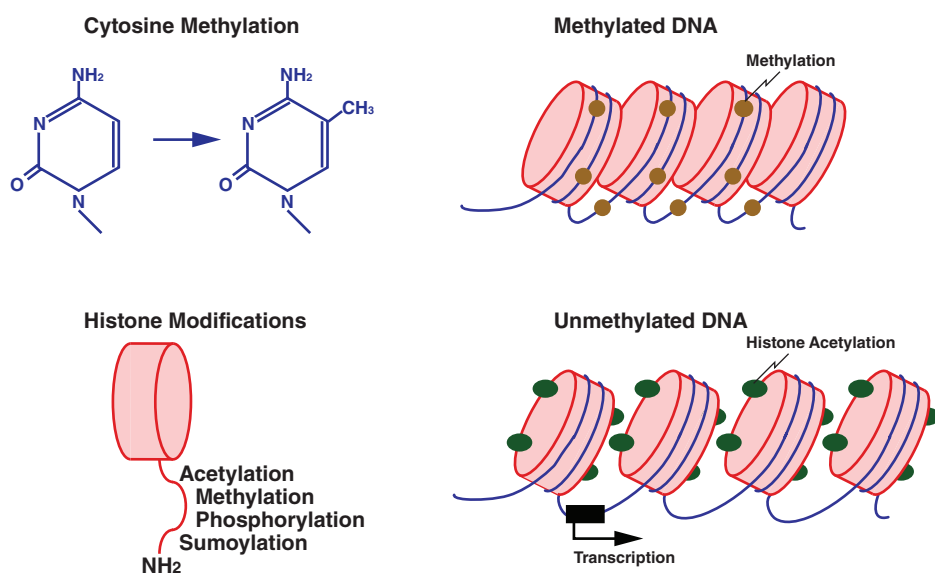 Cytosine Methylation
NH2
N
O
N
NH2
CH3
N
O
N
Methylated DNA
Methylation
Histone Modifications
Acetylation
Methylation
Phosphorylation
Sumoylation
NH2
Unmethylated DNA
Histone Acetylation
Transcription